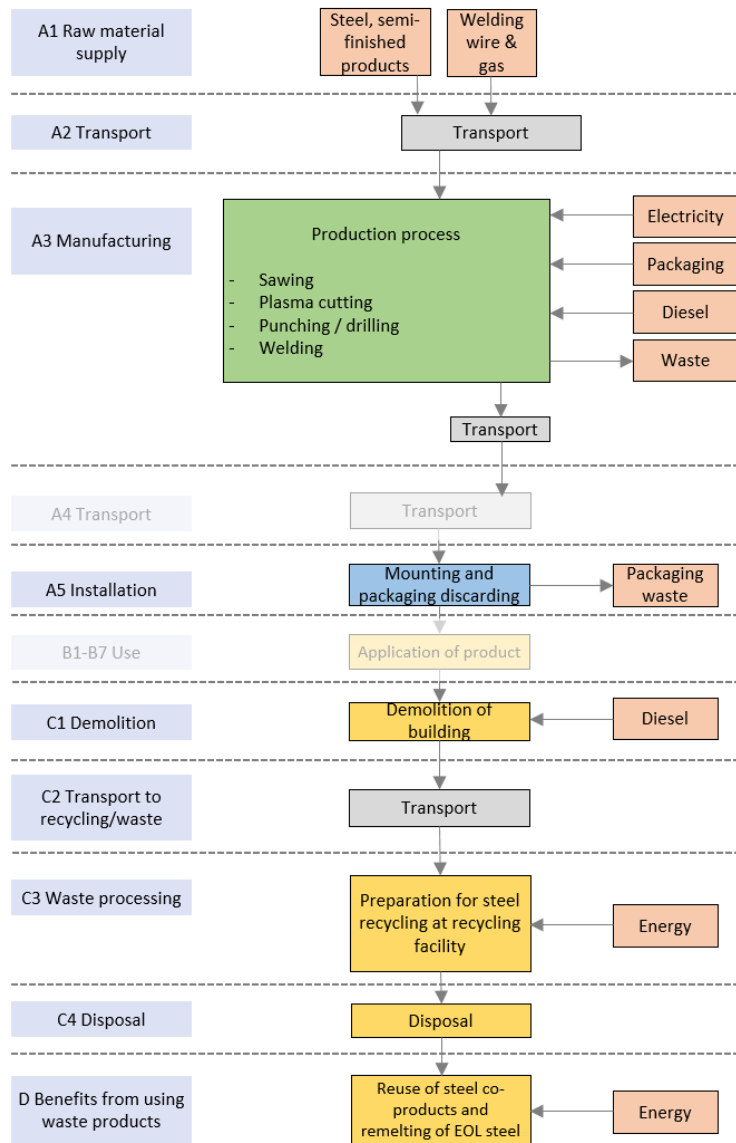 A1 Raw material
supply
Steel, semi-
finished
products
Welding
wire &
gas
A2 Transport
Transport
A3 Manufacturing
Production process
- Sawing
- Plasma cutting
- Punching / drilling
- Welding
Electricity
Packaging
Diesel
Waste
Transport
A4 Transport
Transport
A5 Installation
Mounting and
packaging discarding
Packaging
waste
B1-B7 Use
Application of product
C1 Demolition
Demolition of
building
Diesel
C2 Transport to
recycling/waste
Transport
C3 Waste processing
Preparation for steel
recycling at recycling
facility
Energy
C4 Disposal
Disposal
D Benefits from using
waste products
Reuse of steel co-
products and
remelting of EOL steel
Energy